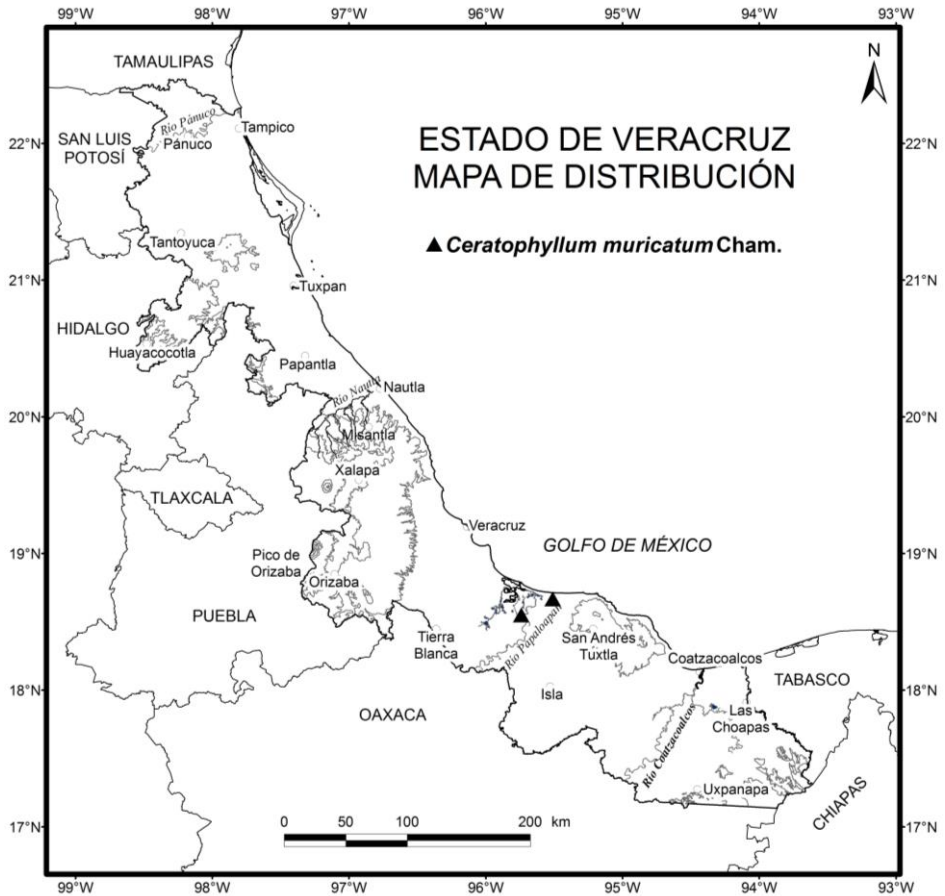 99°W 98°W 97°W 96°W 95°W 94°W 93°W
TAMAULIPAS
N
Río Pánuco
Tampico
22°N
SAN LUIS
POTOSÍ
Pánuco
22°N
ESTADO DE VERACRUZ
MAPA DE DISTRIBUCIÓN
Tantoyuca
▲ Ceratophyllum muricatum Cham.
21°N
Tuxpan
21°N
HIDALGO
Huayacocotla
Papantla
Río Nautla
Nautla
20°N
20°N
Misantla
Xalapa
TLAXCALA
19°N
Veracruz
19°N
GOLFO DE MÉXICO
Pico de
Orizaba
Orizaba
PUEBLA
Tierra
Blanca
Río Papaloapan
San Andrés
Tuxtla
Coatzacoalcos
18°N
Isla
TABASCO
18°N
OAXACA
Las
Choapas
Río Coatzacoalcos
Uxpanapa
CHIAPAS
17°N
17°N
0 50 100 200 km
99°W 98°W 97°W 96°W 95°W 94°W 93°W